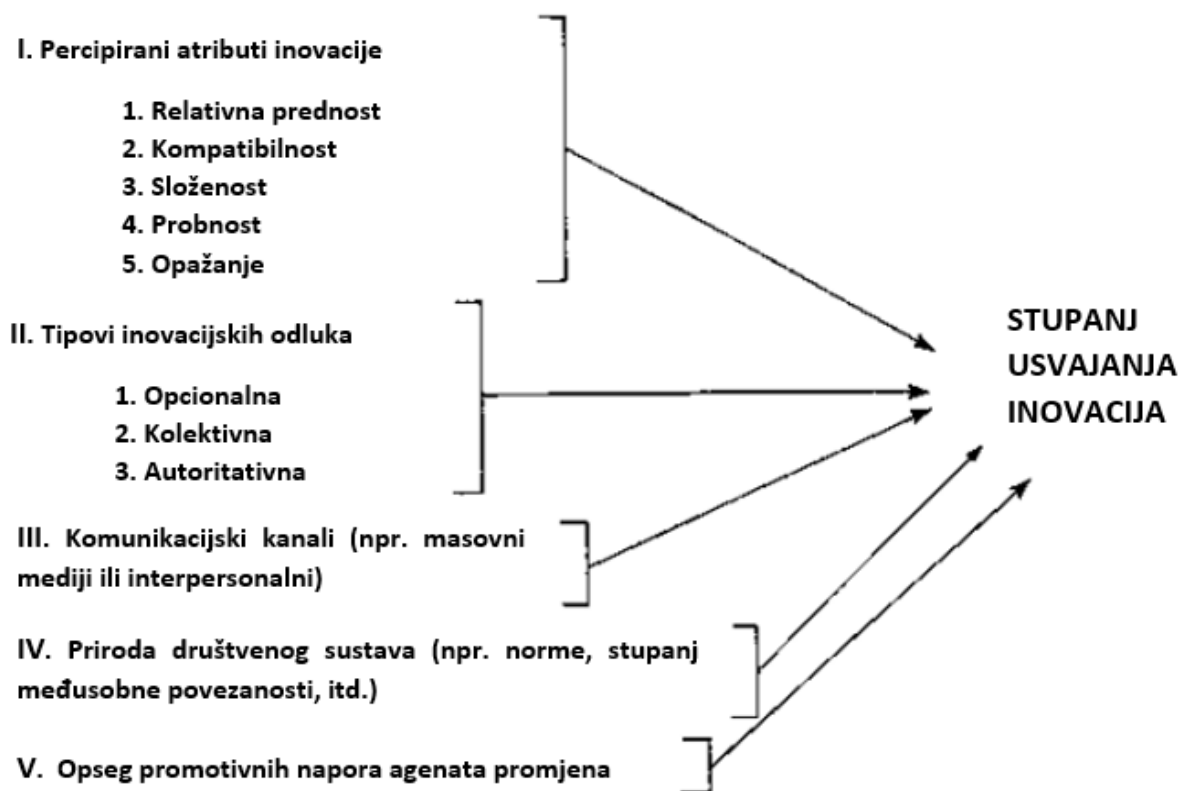 I. Percipirani atributi inovacije
1. Relativna prednost
2. Kompatibilnost
3. Složenost
4. Probnost
5. Opažanje
II. Tipovi inovacijskih odluka
1. Opcionalna
2. Kolektivna
3. Autoritativna
III. Komunikacijski kanali (npr. masovni
mediji ili interpersonalni)
IV. Priroda društvenog sustava (npr. norme, stupanj
međusobne povezanosti, itd.)
V. Opseg promotivnih napora agenata promjena
STUPANJ
USVAJANJA
INOVACIJA